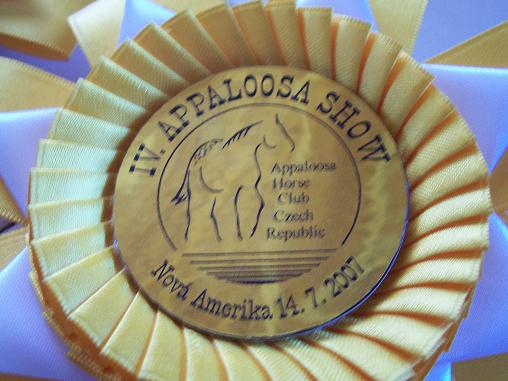 IV. APPALOOSA SHOW
Appaloosa
Horse
Club
Czech
Republic
Nová Amerika 14. 7. 2007